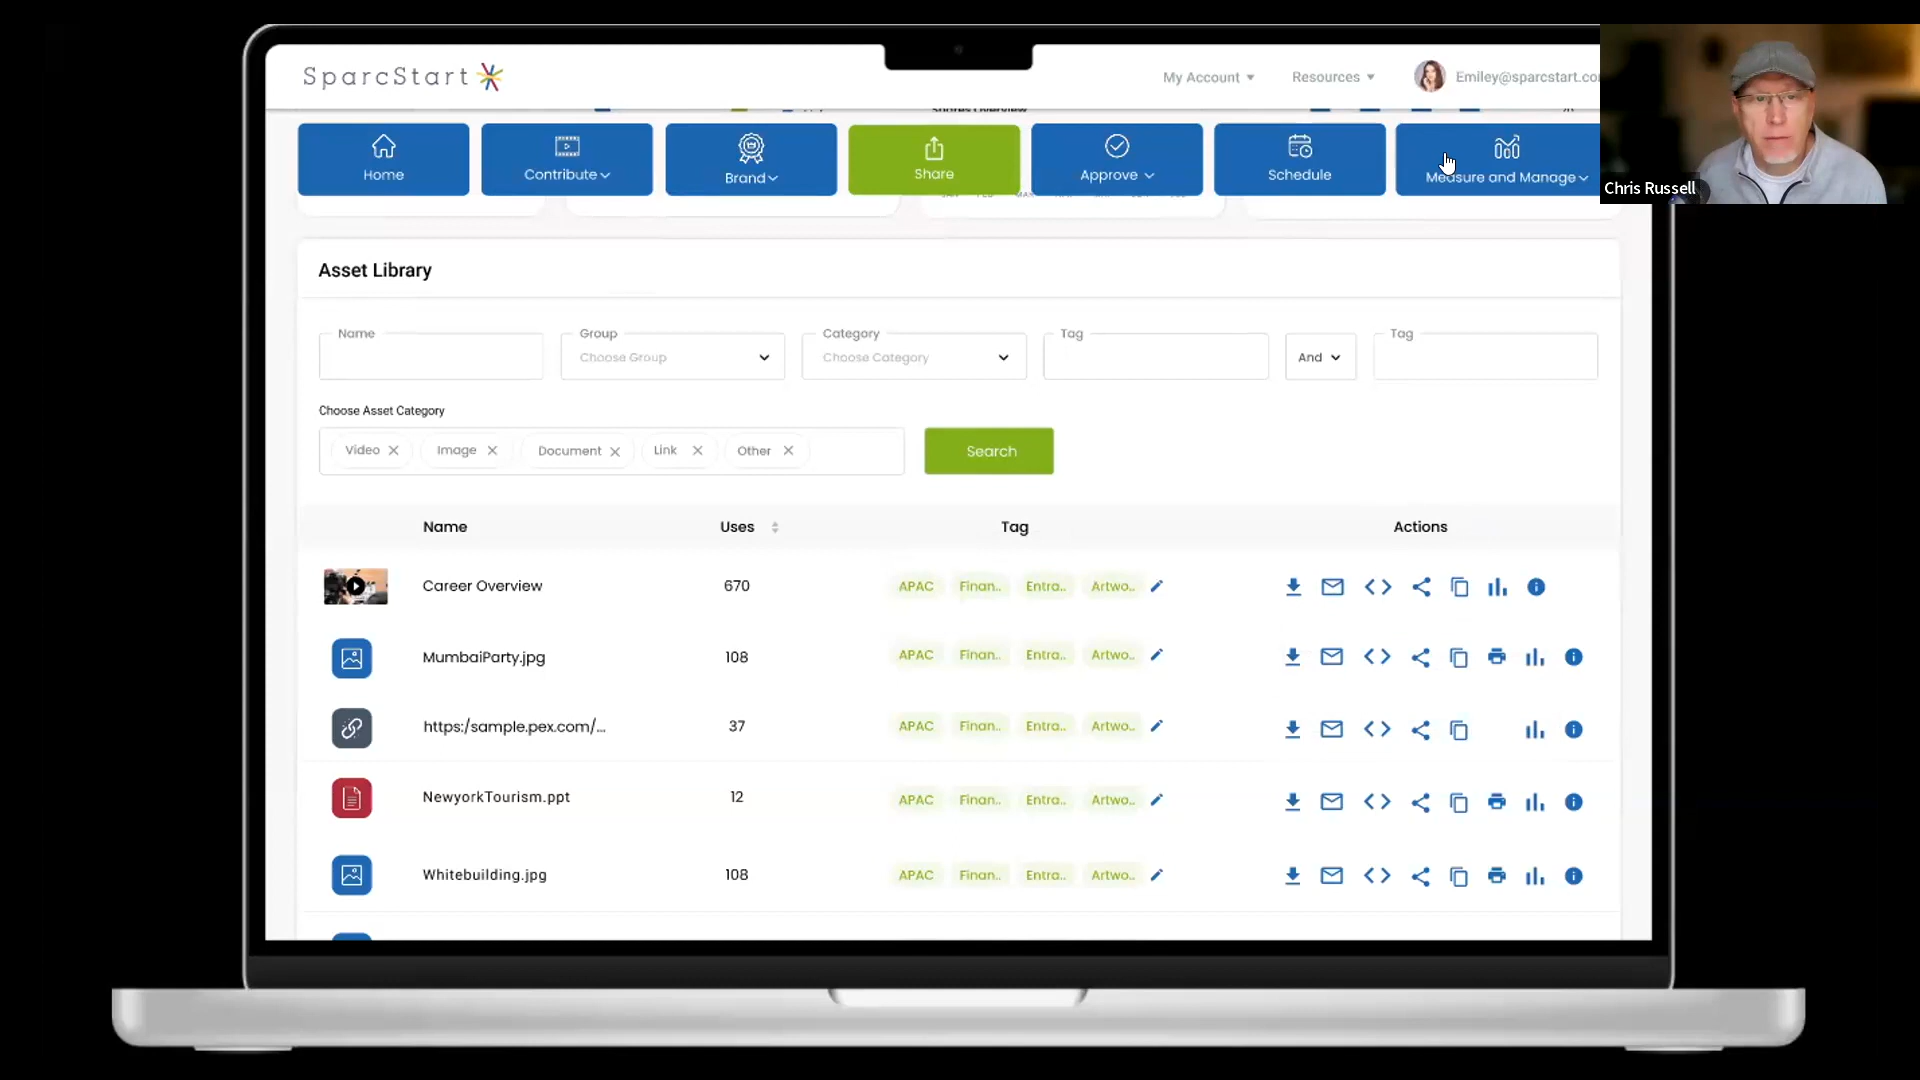 SparcStart
My Account
Resources
Emiley@sparcstart.co
Chris Russell
Shares Overview
Home
Contribute
Brand
Share
Approve
Schedule
Measure and Manage
Asset Library
Name
Group
Category
Tag
Tag
Choose Group
Choose Category
And
Choose Asset Category
Video
Image
Document
Link
Other
Search
Name
Uses
Tag
Actions
Career Overview
670
APAC
Finan..
Entra..
Artwo..
MumbaiParty.jpg
108
APAC
Finan..
Entra..
Artwo..
https:/sample.pex.com/...
37
APAC
Finan..
Entra..
Artwo..
NewyorkTourism.ppt
12
APAC
Finan..
Entra..
Artwo..
Whitebuilding.jpg
108
APAC
Finan..
Entra..
Artwo..